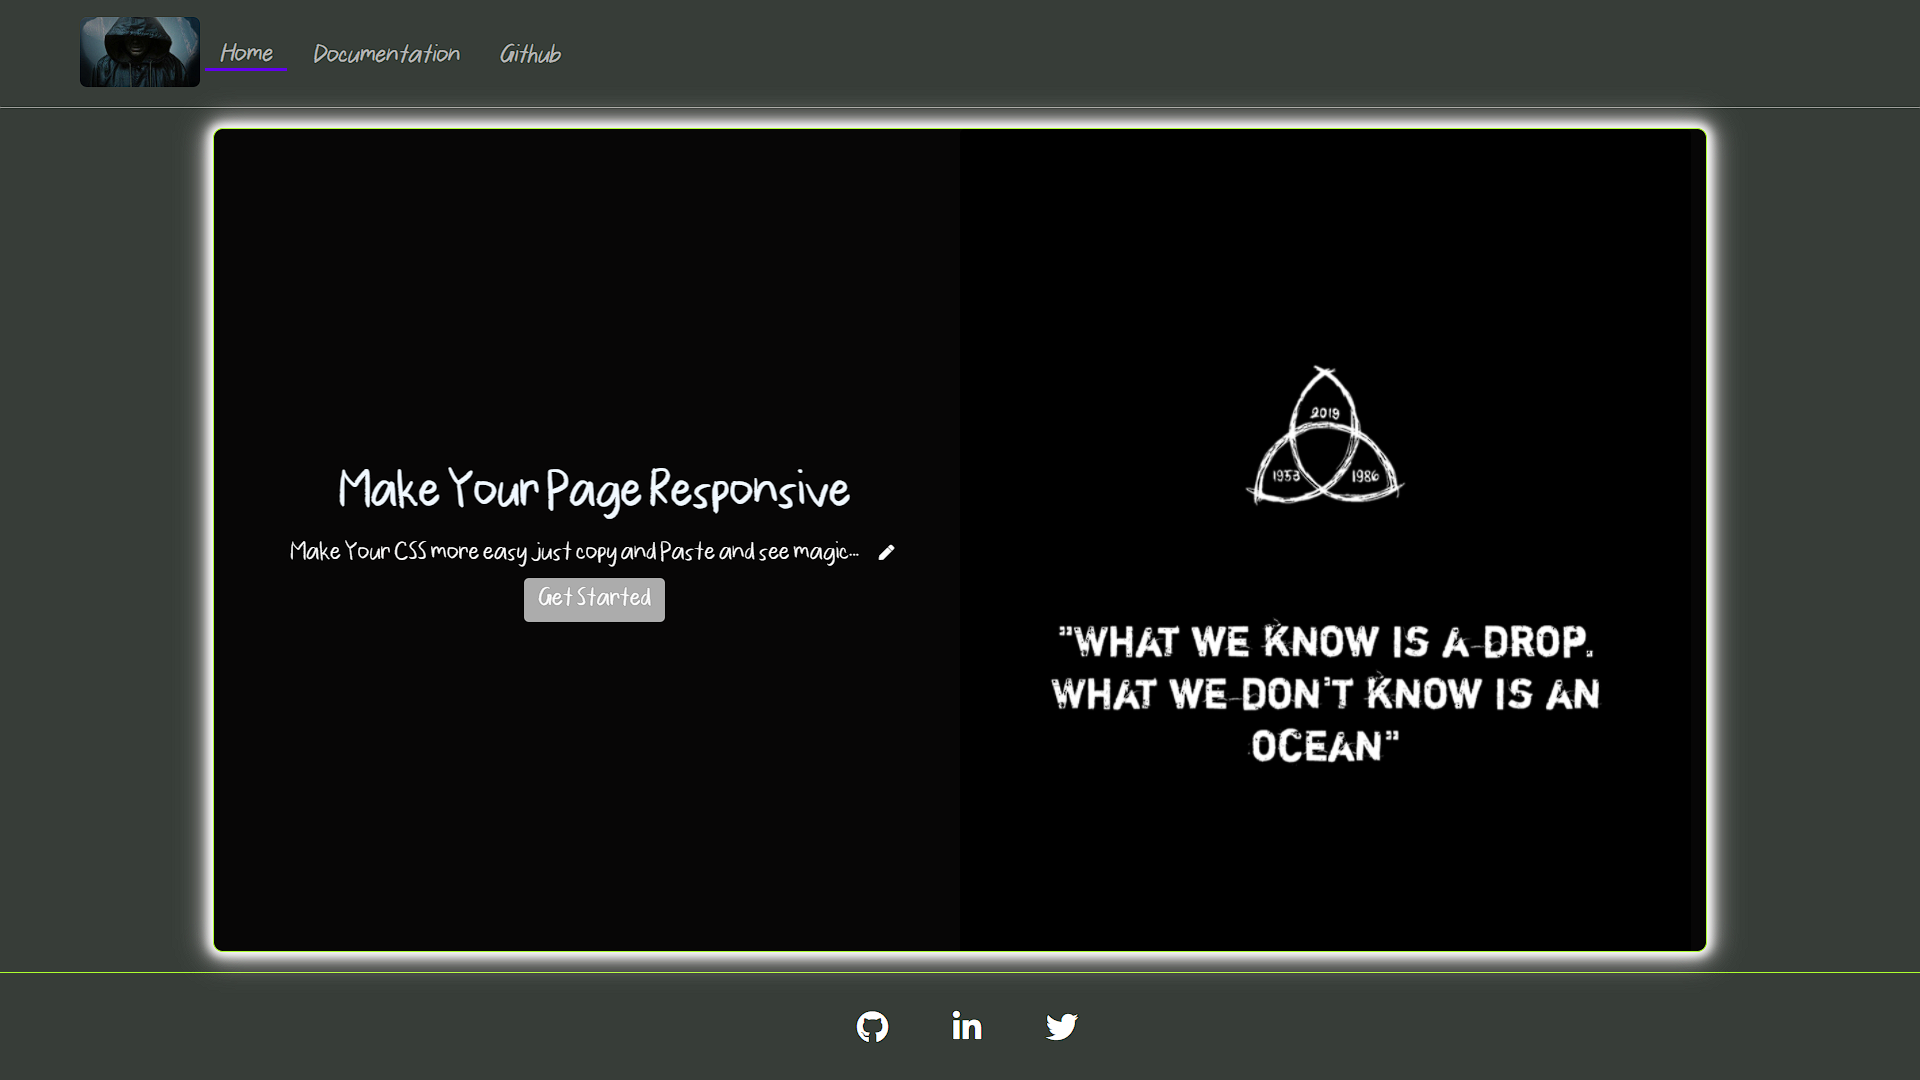 Home
Documentation
Github
Make Your Page Responsive
Make Your CSS more easy just copy and Paste and see magic...
Get Started
2019
1953
1986
"WHAT WE KNOW IS A DROP.
WHAT WE DON'T KNOW IS AN
OCEAN"
in